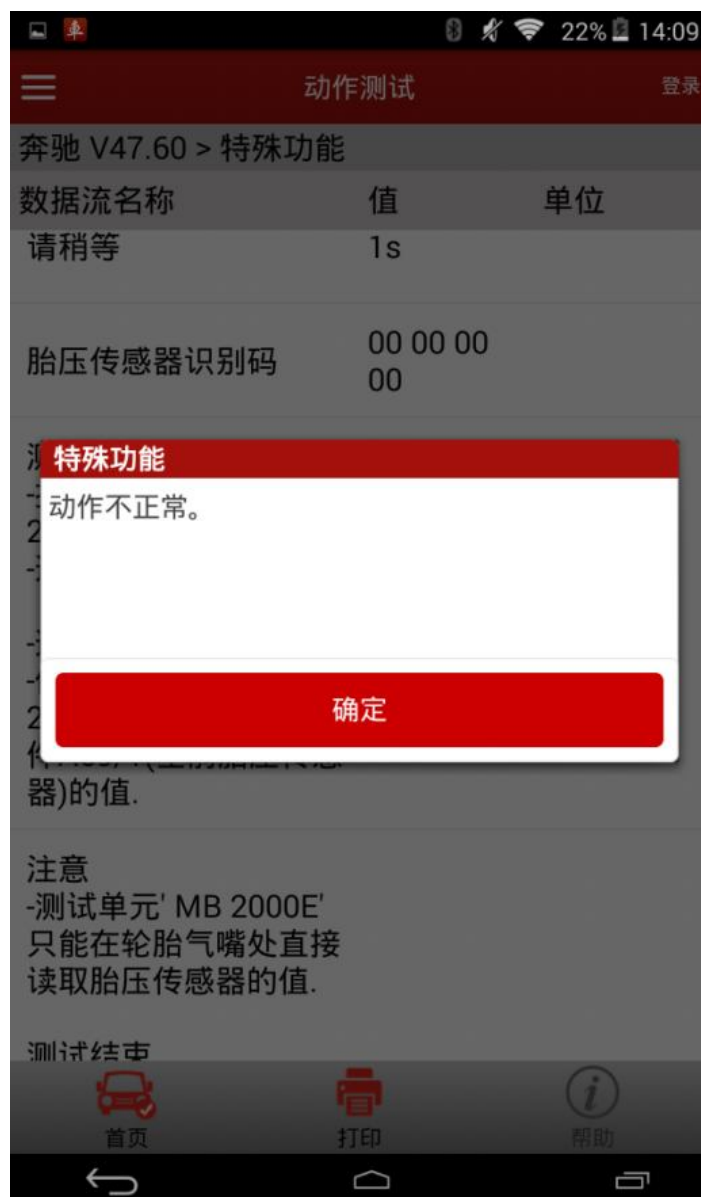 22% 14:09
动作测试
登录
奔驰 V47.60 > 特殊功能
数据流名称 值 单位
请稍等 1s
胎压传感器识别码 00 00 00
00
特殊功能
动作不正常。
确定
器)的值.
注意
-测试单元' MB 2000E'
只能在轮胎气嘴处直接
读取胎压传感器的值.
测试结束
首页 打印 帮助